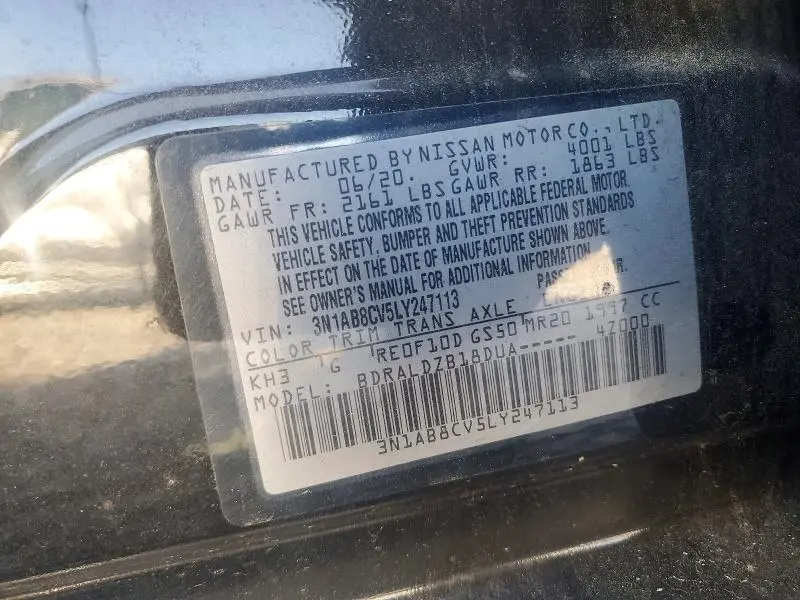 MANUFACTURED BY NISSAN MOTOR CO., LTD.
DATE: 06/20. GVWR: 4001 LBS
GAWR FR: 2161 LBS GAWR RR: 1863 LBS
THIS VEHICLE CONFORMS TO ALL APPLICABLE FEDERAL MOTOR
VEHICLE SAFETY, BUMPER AND THEFT PREVENTION STANDARDS
IN EFFECT ON THE DATE OF MANUFACTURE SHOWN ABOVE.
SEE OWNER'S MANUAL FOR ADDITIONAL INFORMATION.
VIN: 3N1AB8CV5LY247113
COLOR TRIM TRANS AXLE
KH3 G RE0F10D GS50 MR20 1997 CC
MODEL: BDRALDZB18DUA----- 4Z000
3N1AB8CV5LY247113